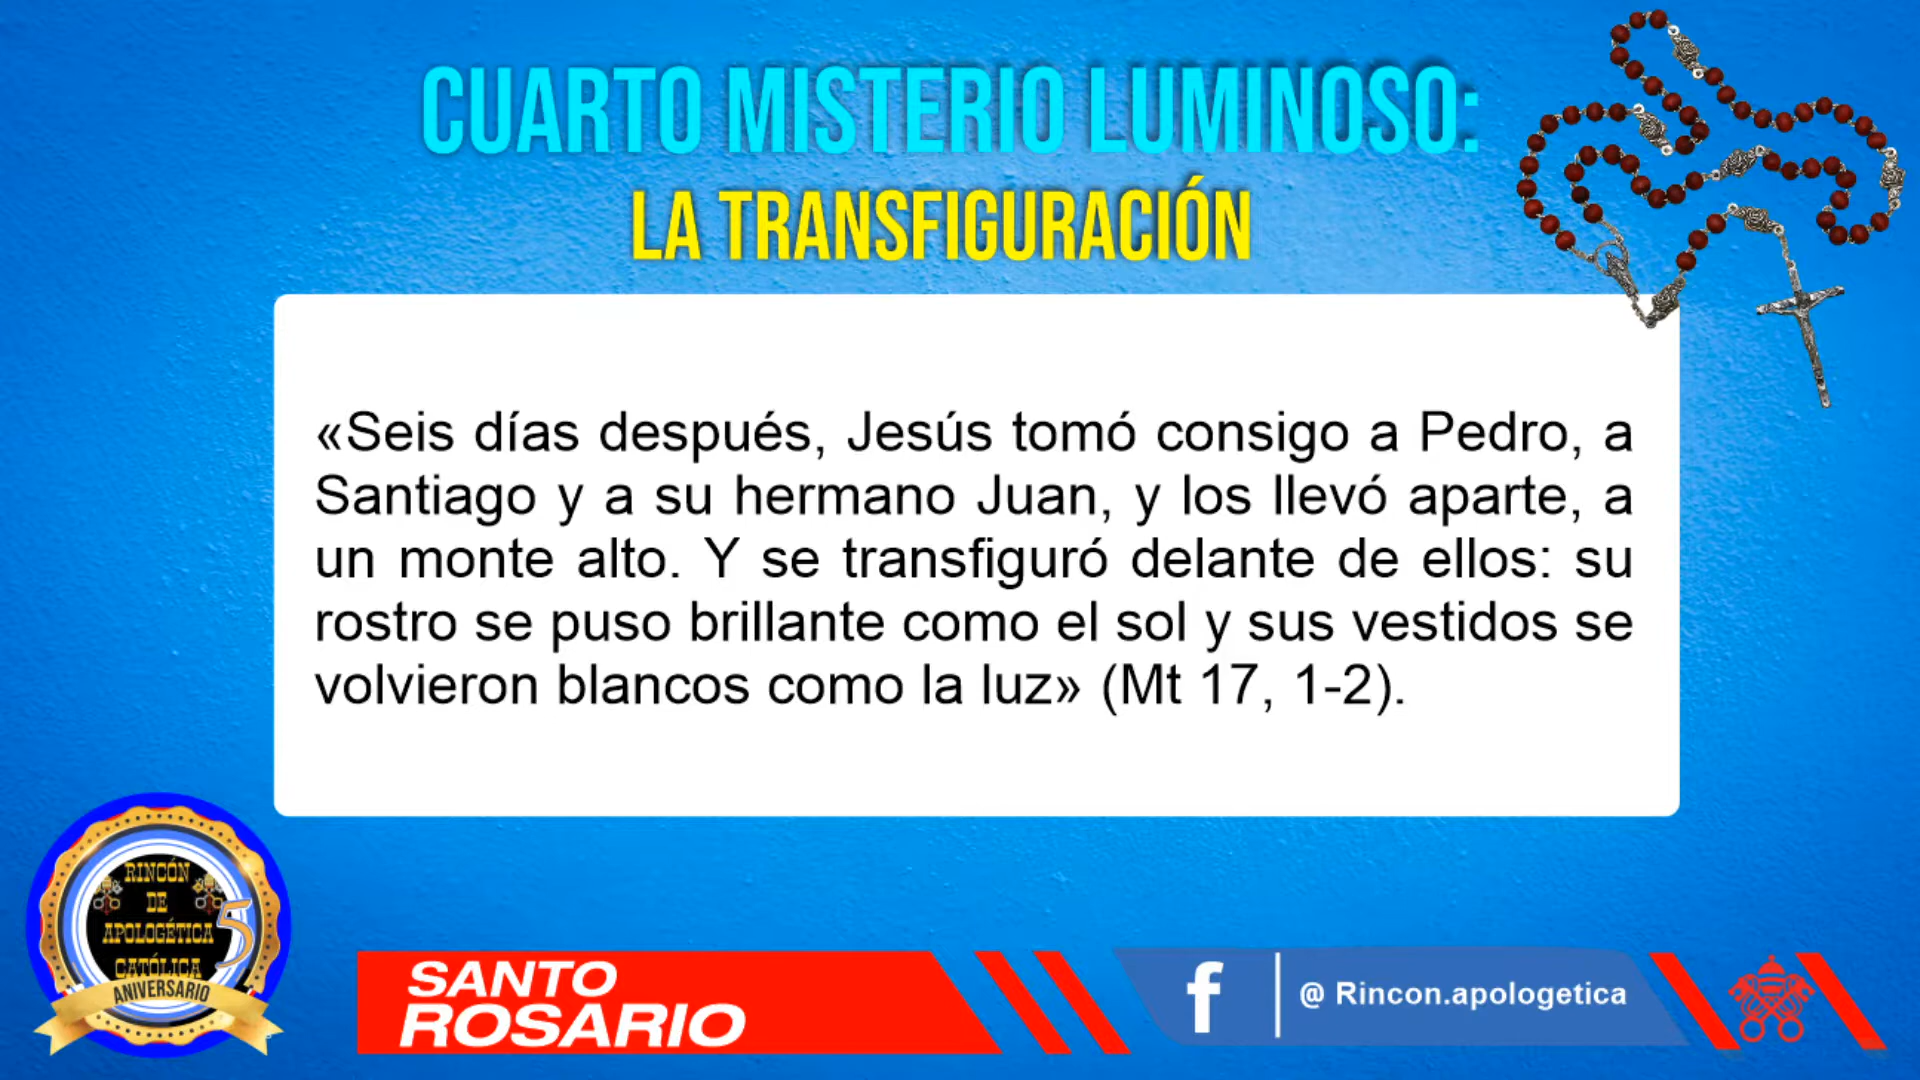 CUARTO MISTERIO LUMINOSO:
LA TRANSFIGURACIÓN
«Seis días después, Jesús tomó consigo a Pedro, a
Santiago y a su hermano Juan, y los llevó aparte, a
un monte alto. Y se transfiguró delante de ellos: su
rostro se puso brillante como el sol y sus vestidos se
volvieron blancos como la luz» (Mt 17, 1-2).
RINCÓN
DE
APOLOGÉTICA
CATÓLICA
5
ANIVERSARIO
SANTO
ROSARIO
f
@ Rincon.apologetica